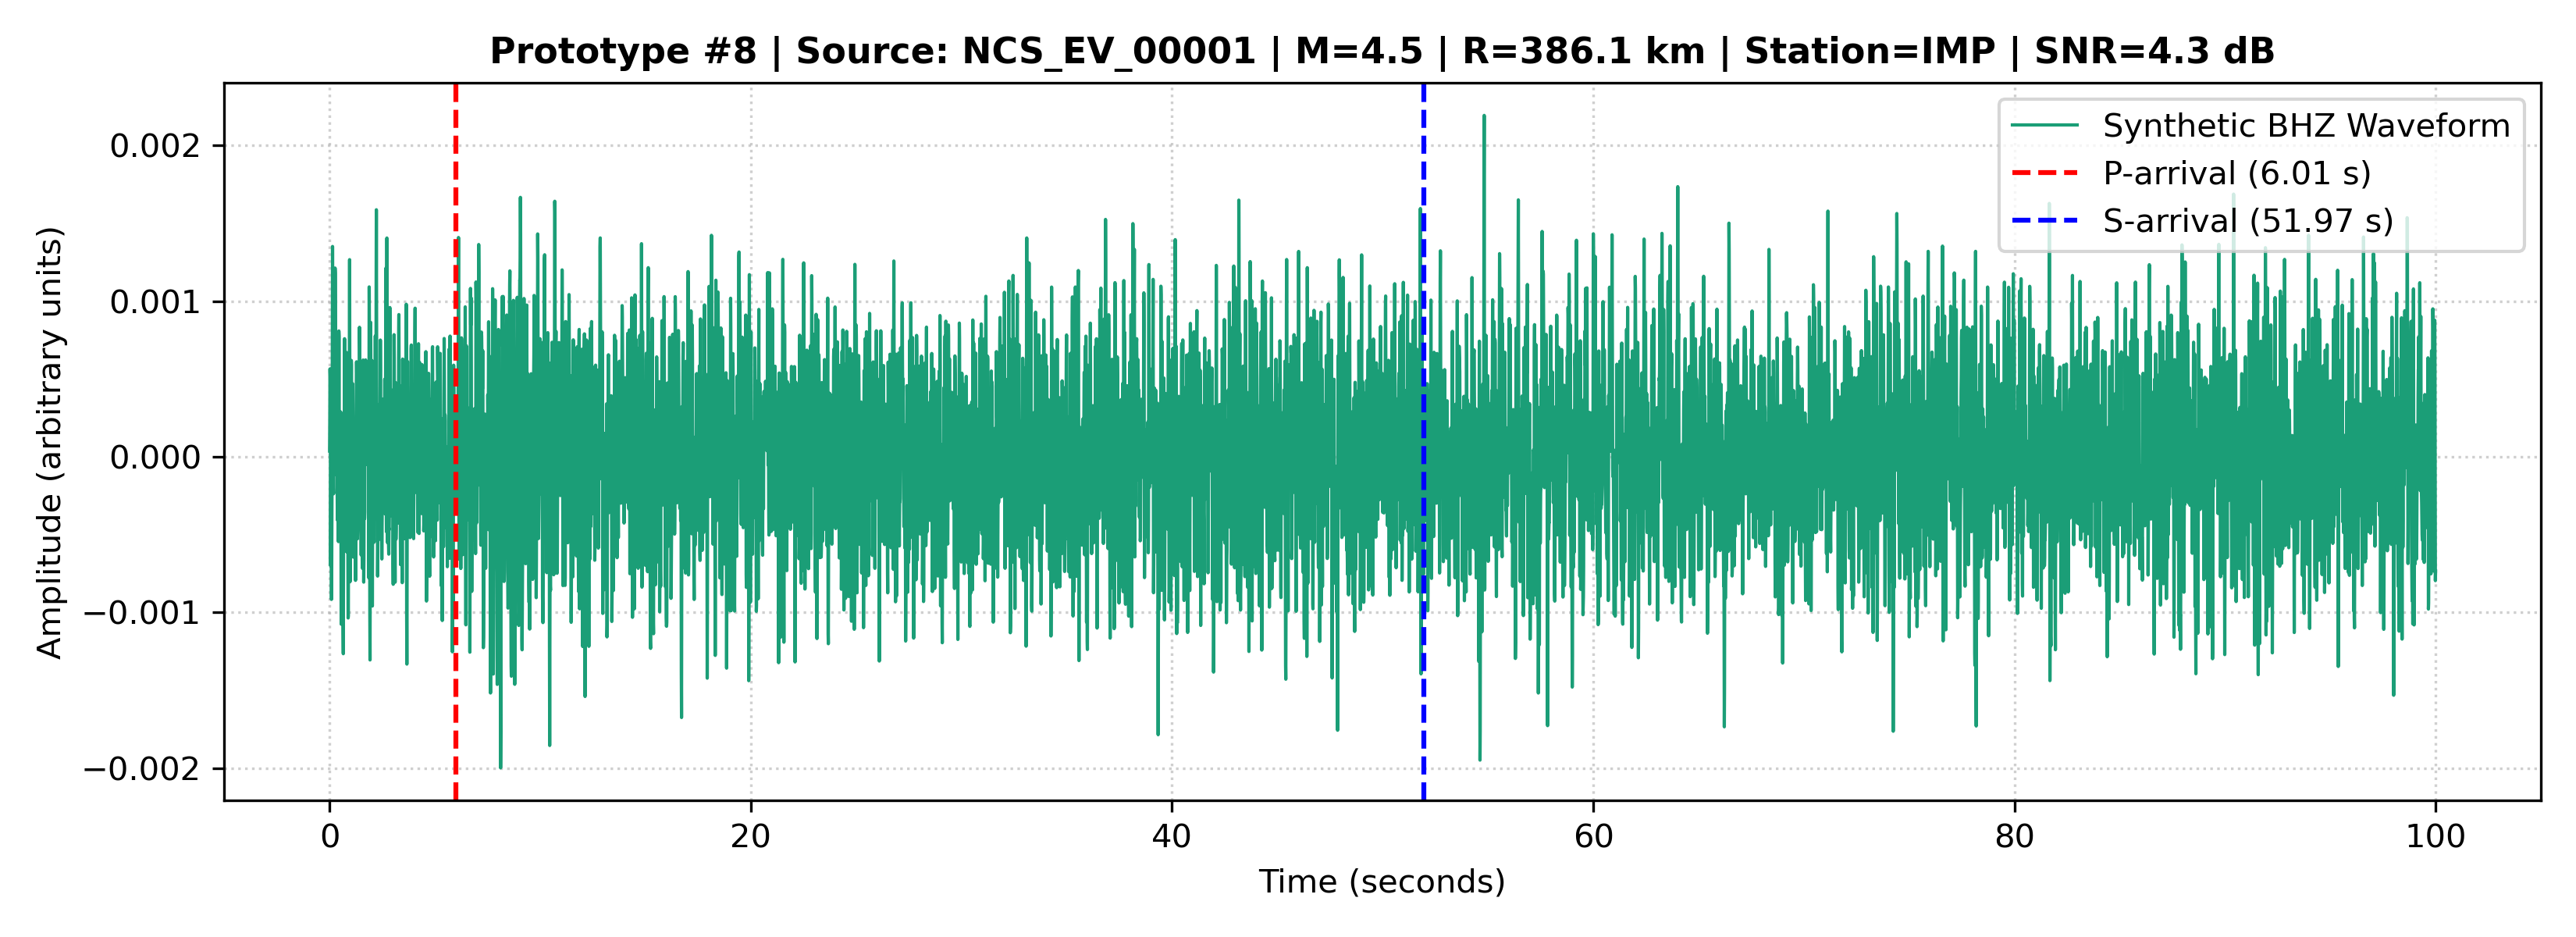 Prototype #8 | Source: NCS_EV_00001 | M=4.5 | R=386.1 km | Station=IMP | SNR=4.3 dB
Synthetic BHZ Waveform
P-arrival (6.01 s)
S-arrival (51.97 s)
Amplitude (arbitrary units)
0.002
0.001
0.000
−0.001
−0.002
0 20 40 60 80 100
Time (seconds)